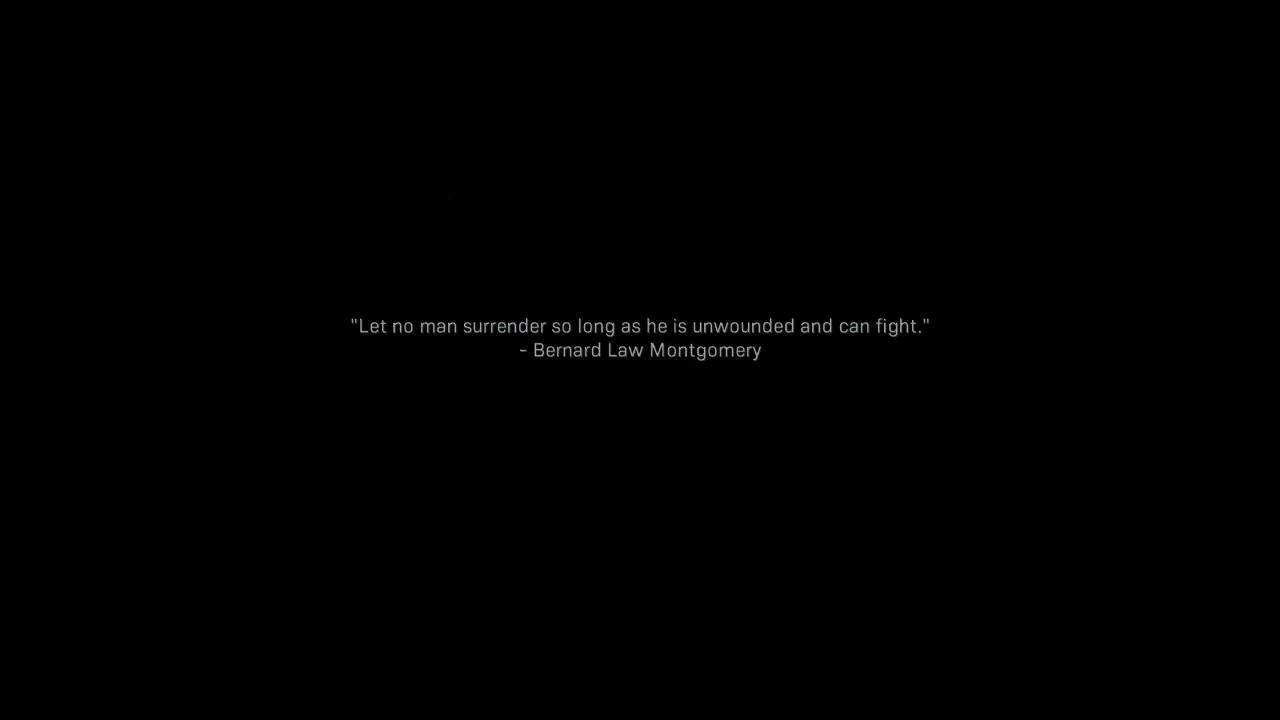 "Let no man surrender so long as he is unwounded and can fight."
- Bernard Law Montgomery